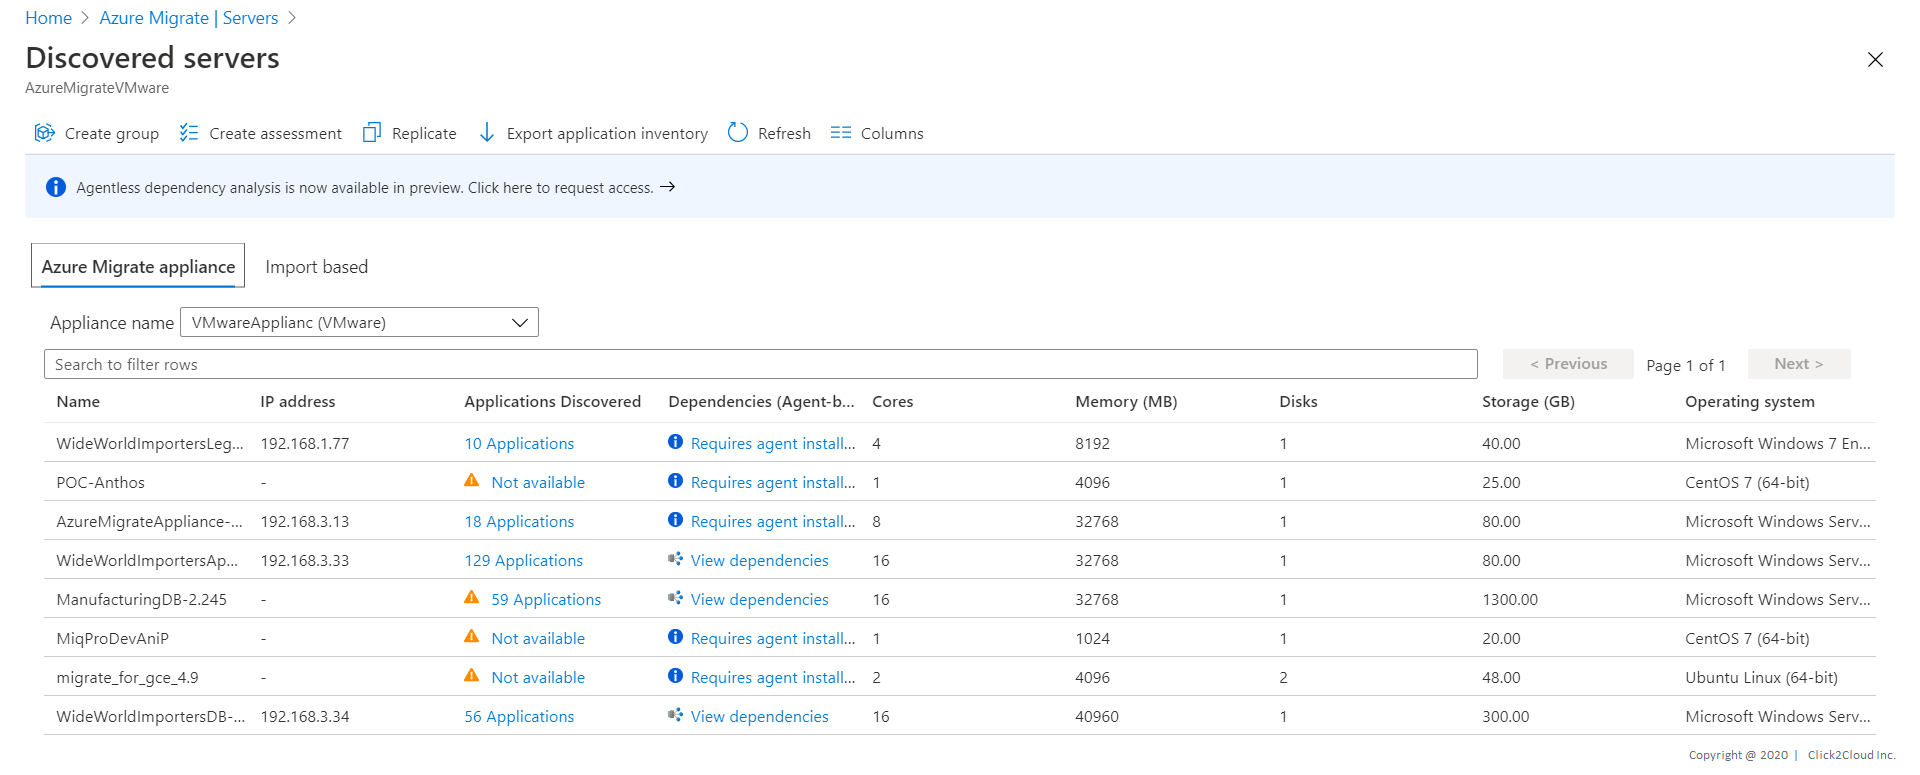 Home > Azure Migrate | Servers >
Discovered servers
AzureMigrateVMware
Create group Create assessment Replicate Export application inventory Refresh Columns
Agentless dependency analysis is now available in preview. Click here to request access. →
Azure Migrate appliance Import based
Appliance name VMwareApplianc (VMware)
Search to filter rows < Previous Page 1 of 1 Next >
Name IP address Applications Discovered Dependencies (Agent-b... Cores Memory (MB) Disks Storage (GB) Operating system
WideWorldImportersLeg... 192.168.1.77 10 Applications Requires agent install... 4 8192 1 40.00 Microsoft Windows 7 En...
POC-Anthos - Not available Requires agent install... 1 4096 1 25.00 CentOS 7 (64-bit)
AzureMigrateAppliance-... 192.168.3.13 18 Applications Requires agent install... 8 32768 1 80.00 Microsoft Windows Serv...
WideWorldImportersAp... 192.168.3.33 129 Applications View dependencies 16 32768 1 80.00 Microsoft Windows Serv...
ManufacturingDB-2.245 - 59 Applications View dependencies 16 32768 1 1300.00 Microsoft Windows Serv...
MiqProDevAniP - Not available Requires agent install... 1 1024 1 20.00 CentOS 7 (64-bit)
migrate_for_gce_4.9 - Not available Requires agent install... 2 4096 2 48.00 Ubuntu Linux (64-bit)
WideWorldImportersDB-... 192.168.3.34 56 Applications View dependencies 16 40960 1 300.00 Microsoft Windows Serv...
Copyright @ 2020 | Click2Cloud Inc.